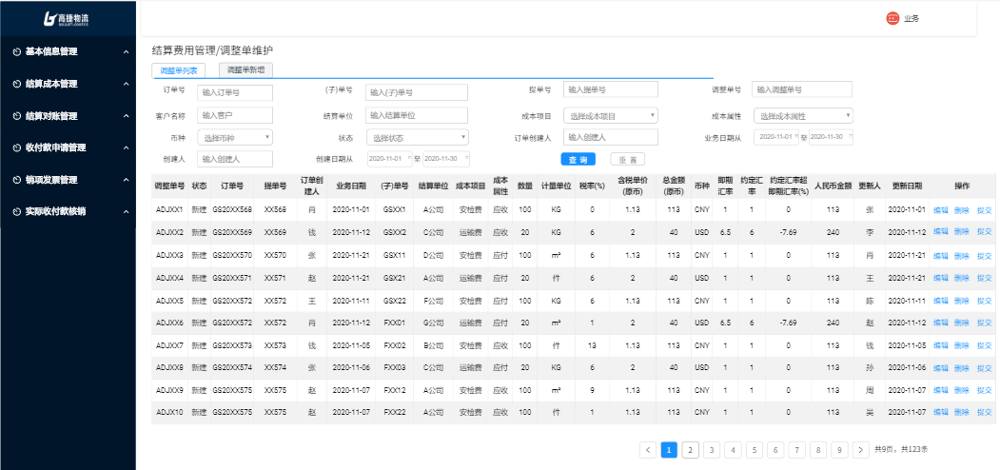 高捷物流
业务
基本信息管理
结算成本管理
结算对账管理
收付款申请管理
销项发票管理
实际收付款核销
结算费用管理/调整单维护
调整单列表 调整单新增
订单号 输入订单号 (子)单号 输入(子)单号 提单号 输入提单号 调整单号 输入调整单号
客户名称 输入客户 结算单位 输入结算单位 成本项目 选择成本项目 成本属性 选择成本属性
币种 选择币种 状态 选择状态 订单创建人 输入创建人 业务日期从 2020-11-01 至 2020-11-30
创建人 输入创建人 创建日期从 2020-11-01 至 2020-11-30 查 询 重 置
调整单号 状态 订单号 提单号 订单创建人 业务日期 (子)单号 结算单位 成本项目 成本属性 数量 计量单位 税率(%) 含税单价(原币) 总金额(原币) 币种 即期汇率 约定汇率 约定汇率超即期汇率(%) 人民币金额 更新人 更新日期 操作
ADJXX1 新建 GS20XX568 XX568 肖 2020-11-01 GSXX1 A公司 安检费 应收 100 KG 0 1.13 113 CNY 1 1 0 113 张 2020-11-01 编辑 删除 提交
ADJXX2 新建 GS20XX569 XX569 钱 2020-11-12 GSXX2 C公司 运输费 应收 20 KG 6 2 40 USD 6.5 6 -7.69 240 李 2020-11-12 编辑 删除 提交
ADJXX3 新建 GS20XX570 XX570 张 2020-11-21 GSX11 D公司 安检费 应付 100 m³ 6 1.13 113 CNY 1 1 0 113 肖 2020-11-21 编辑 删除 提交
ADJXX4 新建 GS20XX571 XX571 赵 2020-11-21 GSX21 A公司 运输费 应付 20 件 6 2 40 USD 1 1 0 113 王 2020-11-21 编辑 删除 提交
ADJXX5 新建 GS20XX572 XX572 王 2020-11-11 GSX22 F公司 安检费 应付 100 KG 6 1.13 113 CNY 1 1 0 113 陈 2020-11-11 编辑 删除 提交
ADJXX6 新建 GS20XX572 XX572 肖 2020-11-12 FXX01 G公司 运输费 应付 20 m³ 1 2 40 USD 6.5 6 -7.69 240 赵 2020-11-12 编辑 删除 提交
ADJXX7 新建 GS20XX573 XX573 钱 2020-11-05 FXX02 B公司 安检费 应收 100 件 13 1.13 113 CNY 1 1 0 113 钱 2020-11-05 编辑 删除 提交
ADJXX8 新建 GS20XX574 XX574 张 2020-11-06 FXX03 C公司 运输费 应付 20 KG 6 2 40 USD 1 1 0 113 孙 2020-11-06 编辑 删除 提交
ADJXX9 新建 GS20XX575 XX575 赵 2020-11-07 FXX12 A公司 安检费 应收 100 m³ 9 1.13 113 CNY 1 1 0 113 周 2020-11-07 编辑 删除 提交
ADJX10 新建 GS20XX575 XX575 赵 2020-11-07 FXX22 A公司 安检费 应收 100 件 1 1.13 113 CNY 1 1 0 113 吴 2020-11-07 编辑 删除 提交
< 1 2 3 4 5 6 7 8 9 > 共9页，共123条